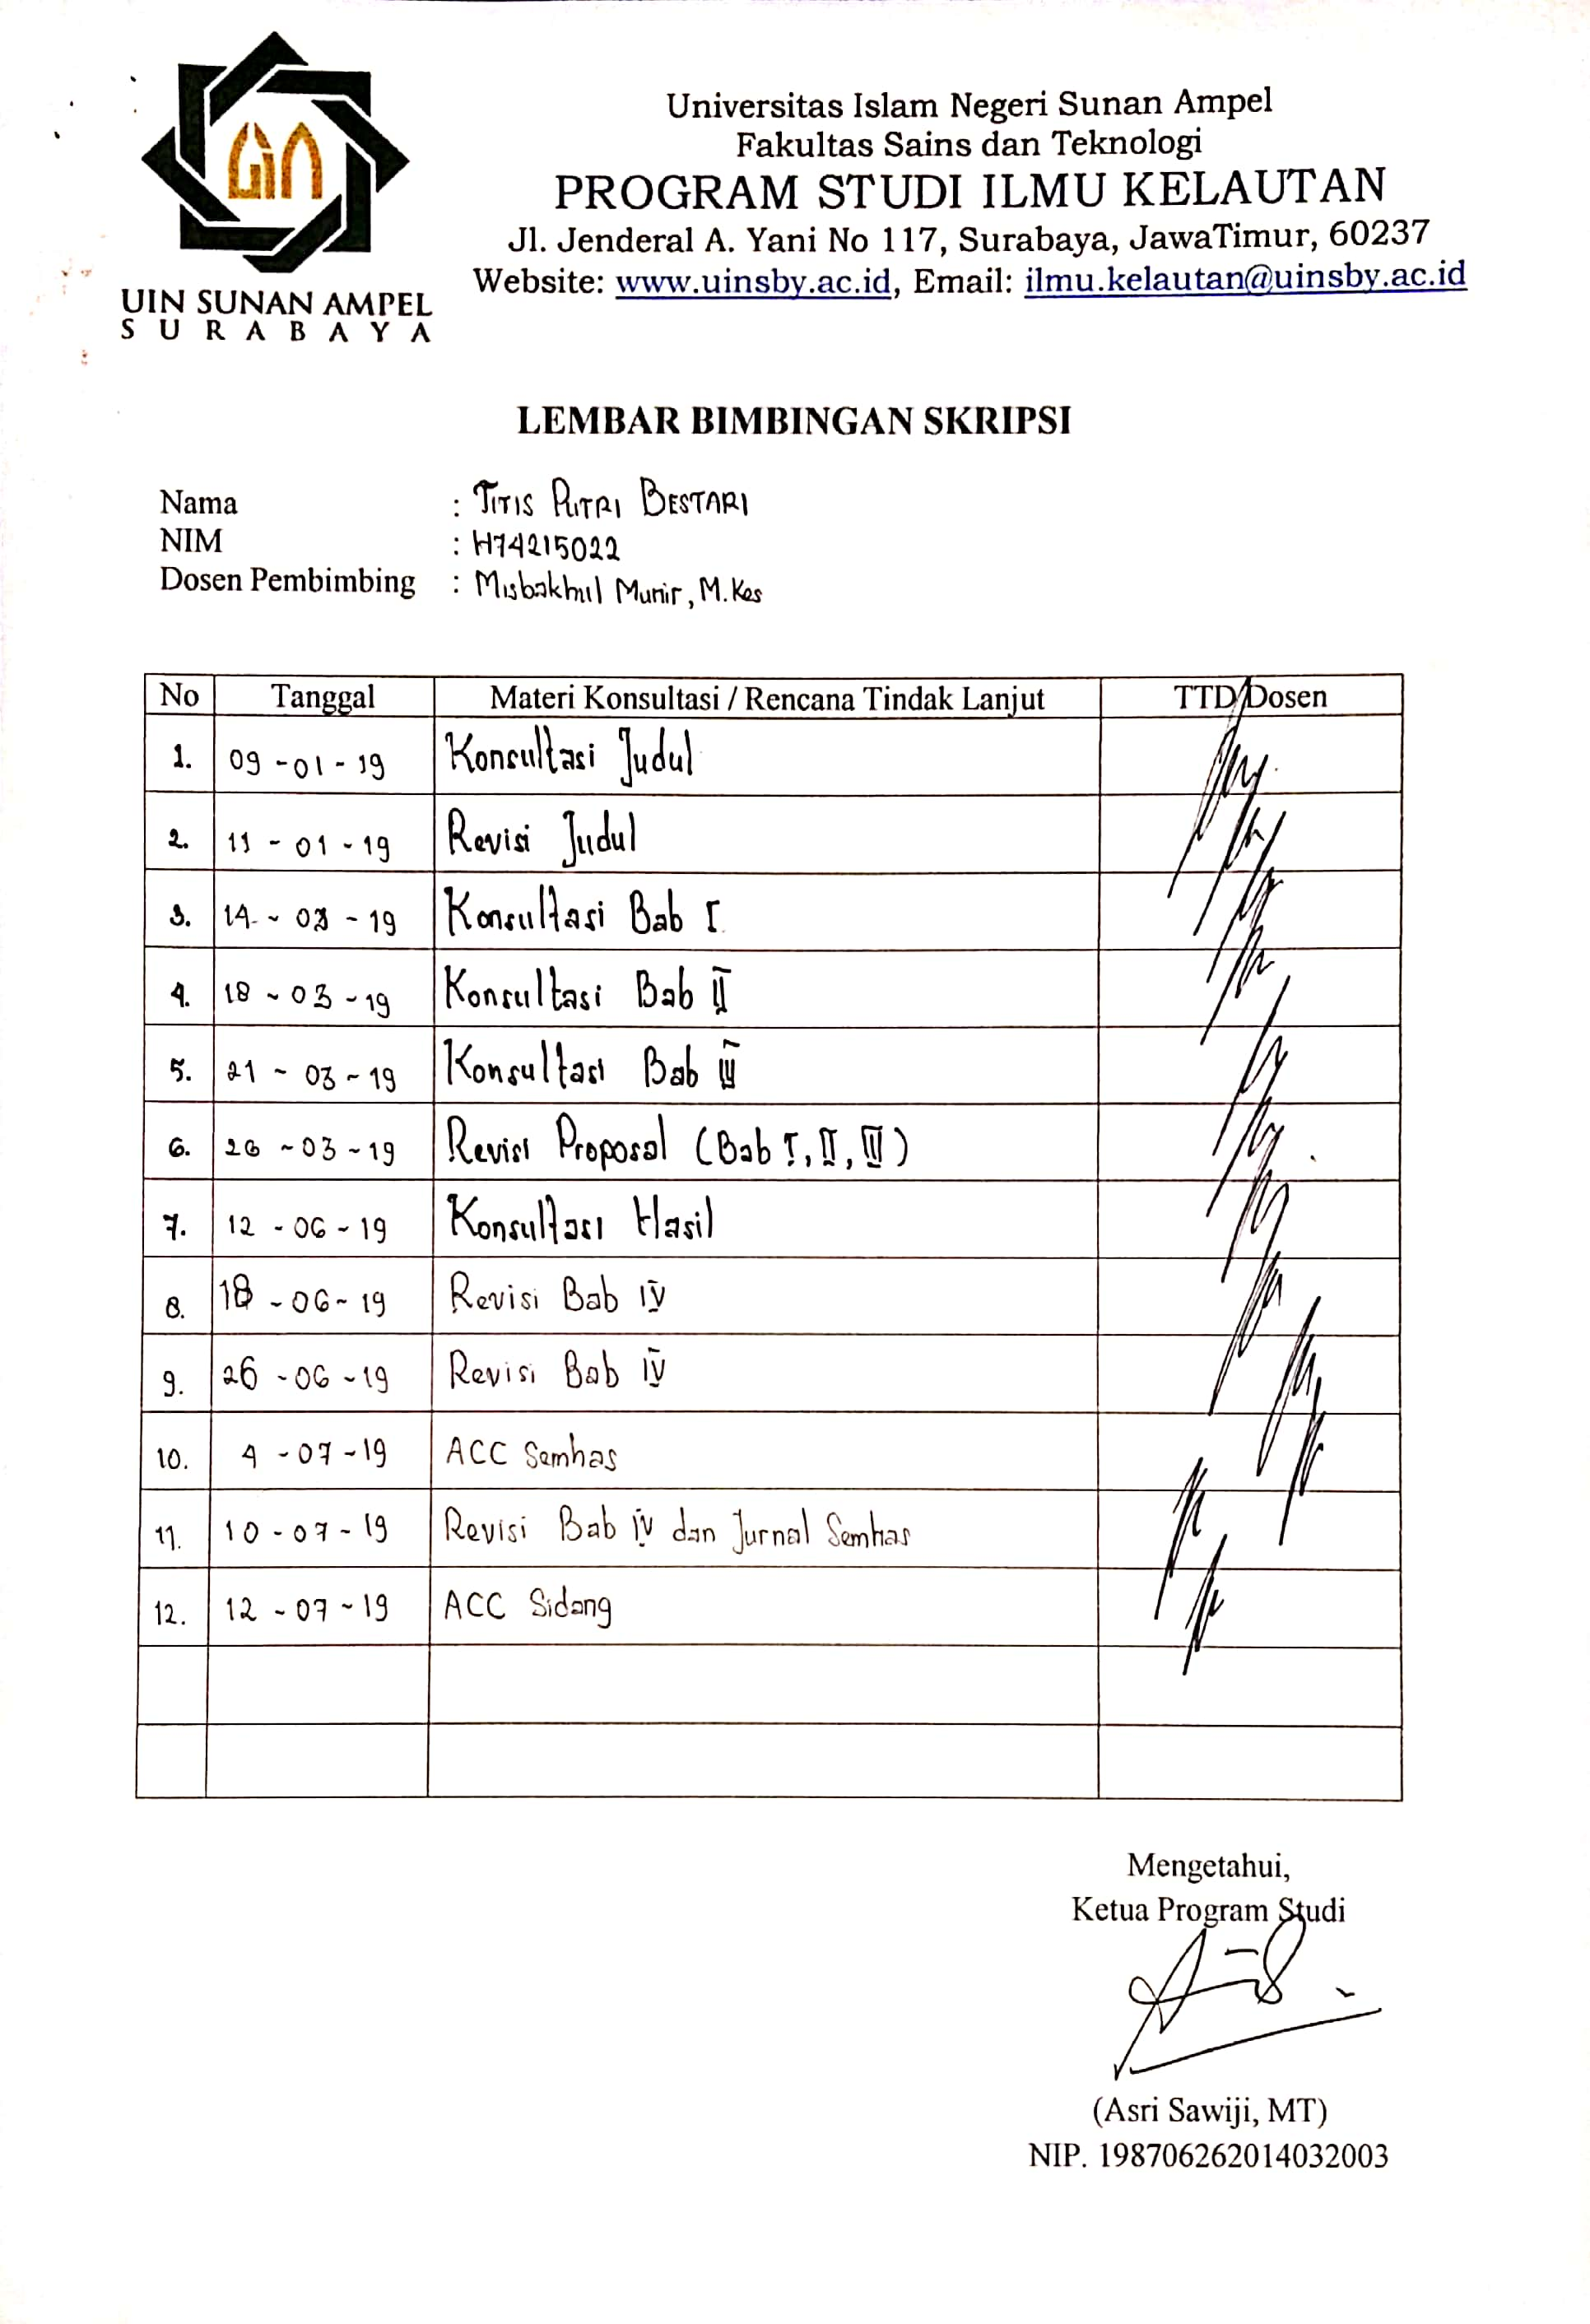 UIN SUNAN AMPEL
SURABAYA
Universitas Islam Negeri Sunan Ampel
Fakultas Sains dan Teknologi
PROGRAM STUDI ILMU KELAUTAN
Jl. Jenderal A. Yani No 117, Surabaya, JawaTimur, 60237
Website: www.uinsby.ac.id, Email: ilmu.kelautan@uinsby.ac.id
LEMBAR BIMBINGAN SKRIPSI
Nama : TITIS PUTRI BESTARI
NIM : H74215022
Dosen Pembimbing : Misbakhul Munir, M.Kes
No Tanggal Materi Konsultasi / Rencana Tindak Lanjut TTD Dosen
1. 09-01-19 Konsultasi Judul
2. 11-01-19 Revisi Judul
3. 14-03-19 Konsultasi Bab I
4. 18-03-19 Konsultasi Bab II
5. 21-03-19 Konsultasi Bab III
6. 26-03-19 Revisi Proposal (Bab I, II, III)
7. 12-06-19 Konsultasi Hasil
8. 18-06-19 Revisi Bab IV
9. 26-06-19 Revisi Bab IV
10. 4-07-19 ACC Semhas
11. 10-07-19 Revisi Bab IV dan Jurnal Semhas
12. 12-07-19 ACC Sidang
Mengetahui,
Ketua Program Studi
(Asri Sawiji, MT)
NIP. 198706262014032003